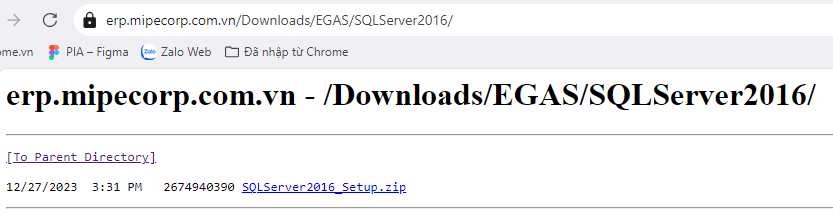 erp.mipecorp.com.vn/Downloads/EGAS/SQLServer2016/
ome.vn PIA – Figma Zalo Zalo Web Đã nhập từ Chrome
erp.mipecorp.com.vn - /Downloads/EGAS/SQLServer2016/
[To Parent Directory]
12/27/2023 3:31 PM 2674940390 SQLServer2016_Setup.zip